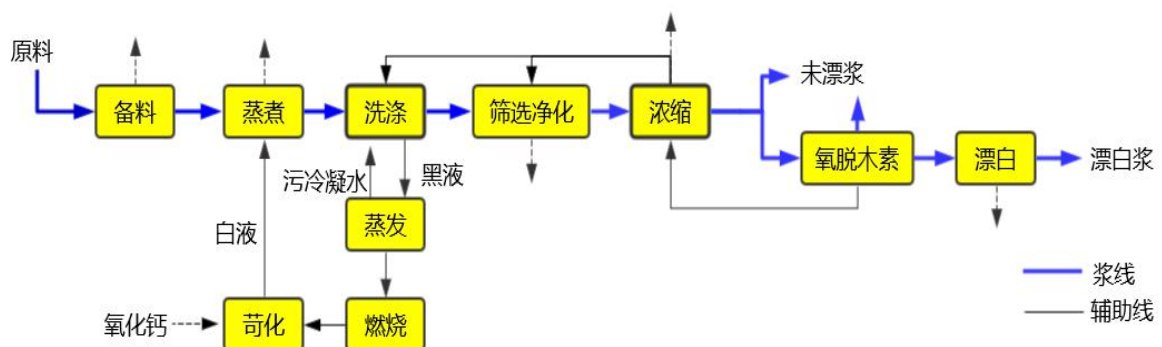 原料
备料
蒸煮
洗涤
筛选净化
浓缩
未漂浆
氧脱木素
漂白
漂白浆
污冷凝水
黑液
蒸发
白液
氧化钙
苛化
燃烧
浆线
辅助线